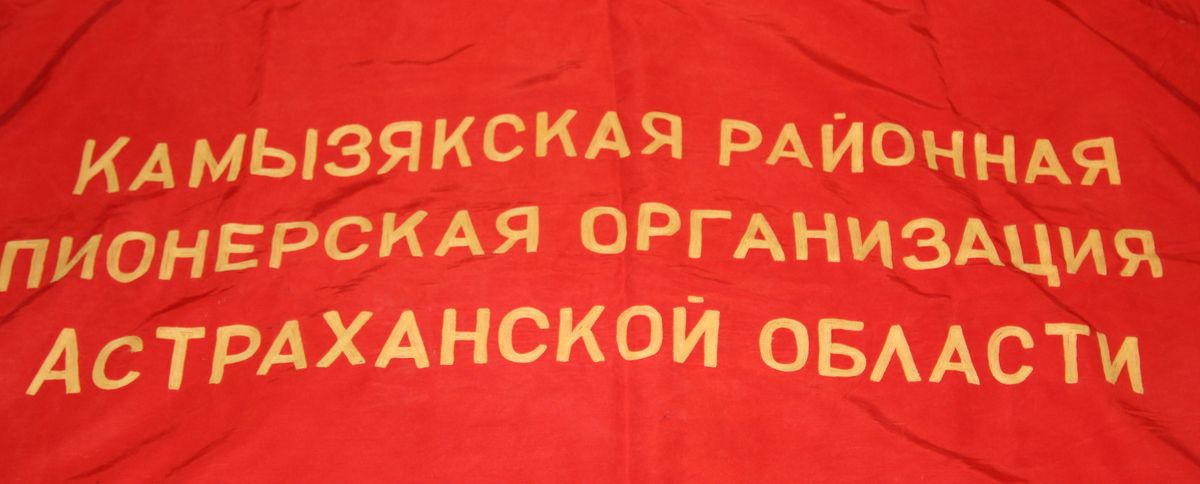 КАМЫЗЯКСКАЯ РАЙОННАЯ
ПИОНЕРСКАЯ ОРГАНИЗАЦИЯ
АСТРАХАНСКОЙ ОБЛАСТИ